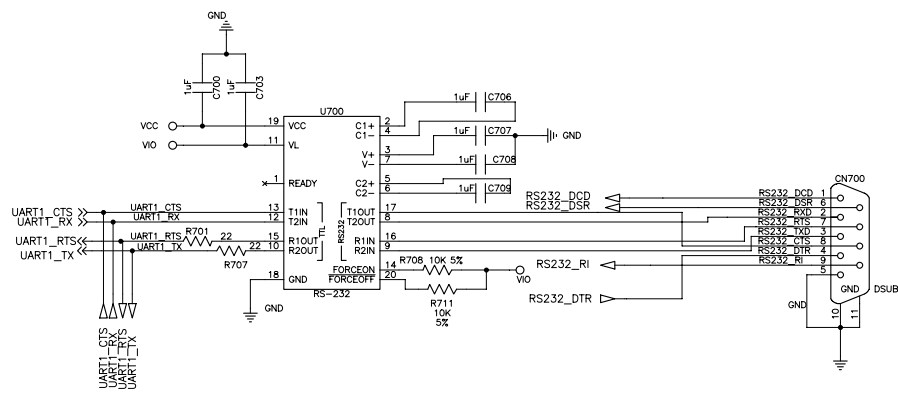 GND
1uF
C700
1uF
C703
U700
VCC
19
VCC
VIO
11
VL
1
READY
UART1_CTS
UART1_CTS
13
T1IN
UART1_RX
UART1_RX
12
T2IN
UART1_RTS
UART1_RTS
R701
22
15
R1OUT
UART1_TX
UART1_TX
R707
22
10
R2OUT
18
GND
GND
TTL
RS232
RS-232
C1+
2
C1-
4
V+
3
V-
7
C2+
5
C2-
6
T1OUT
17
T2OUT
8
R1IN
16
R2IN
9
FORCEON
14
FORCEOFF
20
1uF
C706
1uF
C707
GND
1uF
C708
1uF
C709
R708
10K 5%
R711
10K
5%
VIO
RS232_DCD
RS232_DSR
RS232_RI
RS232_DTR
CN700
RS232_DCD
1
RS232_DSR
6
RS232_RXD
2
RS232_RTS
7
RS232_TXD
3
RS232_CTS
8
RS232_DTR
4
RS232_RI
9
5
GND
GND
DSUB
10
11
UART1_CTS
UART1_RX
UART1_RTS
UART1_TX